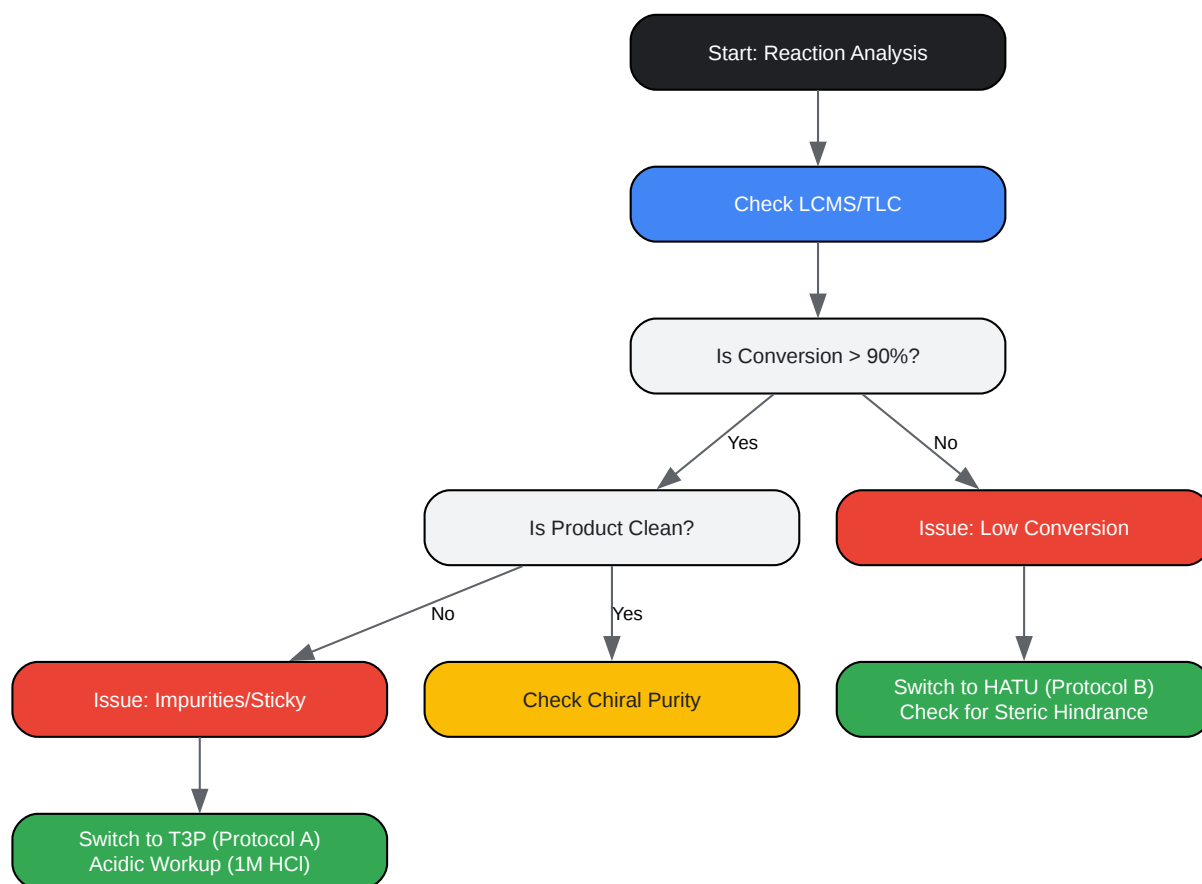 Start: Reaction Analysis
Check LCMS/TLC
Is Conversion > 90%?
Yes
No
Is Product Clean?
Issue: Low Conversion
No
Yes
Issue: Impurities/Sticky
Check Chiral Purity
Switch to HATU (Protocol B)
Check for Steric Hindrance
Switch to T3P (Protocol A)
Acidic Workup (1M HCl)